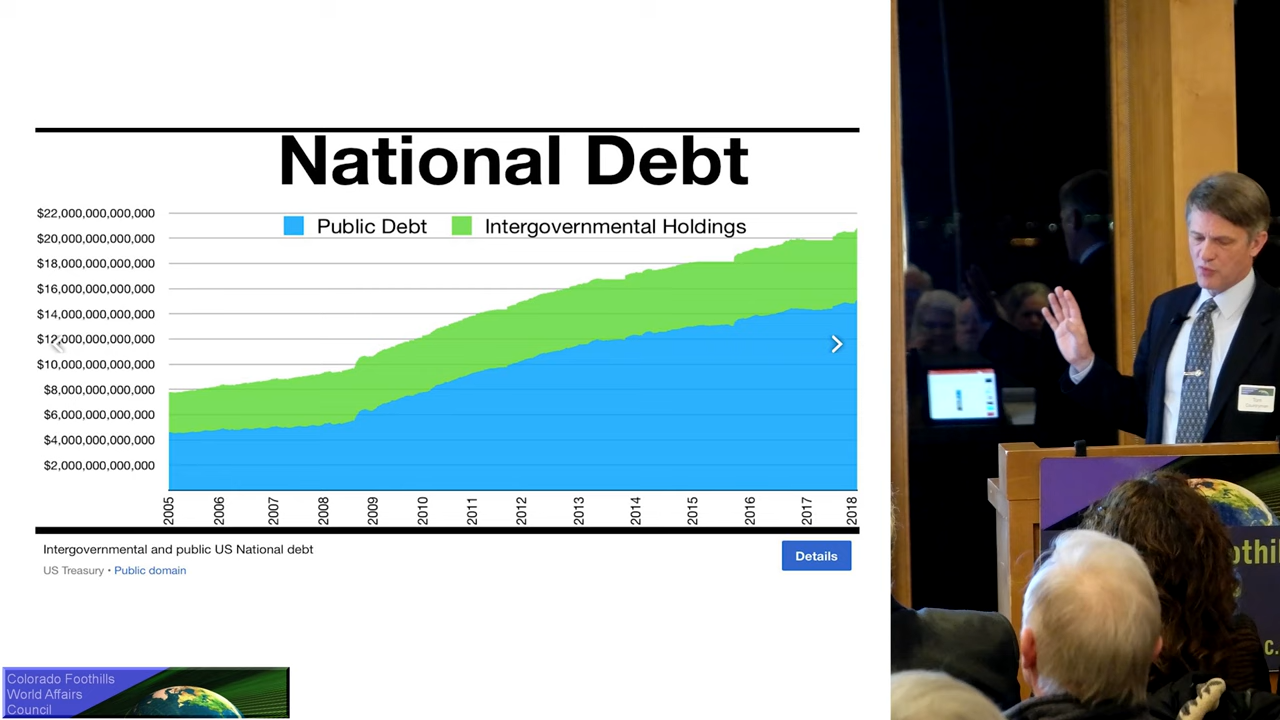 National Debt
Public Debt
Intergovernmental Holdings
$22,000,000,000,000
$20,000,000,000,000
$18,000,000,000,000
$16,000,000,000,000
$14,000,000,000,000
$12,000,000,000,000
$10,000,000,000,000
$8,000,000,000,000
$6,000,000,000,000
$4,000,000,000,000
$2,000,000,000,000
2005
2006
2007
2008
2009
2010
2011
2012
2013
2014
2015
2016
2017
2018
Intergovernmental and public US National debt
US Treasury • Public domain
Details
Colorado Foothills
World Affairs
Council
Tom
othi
c.